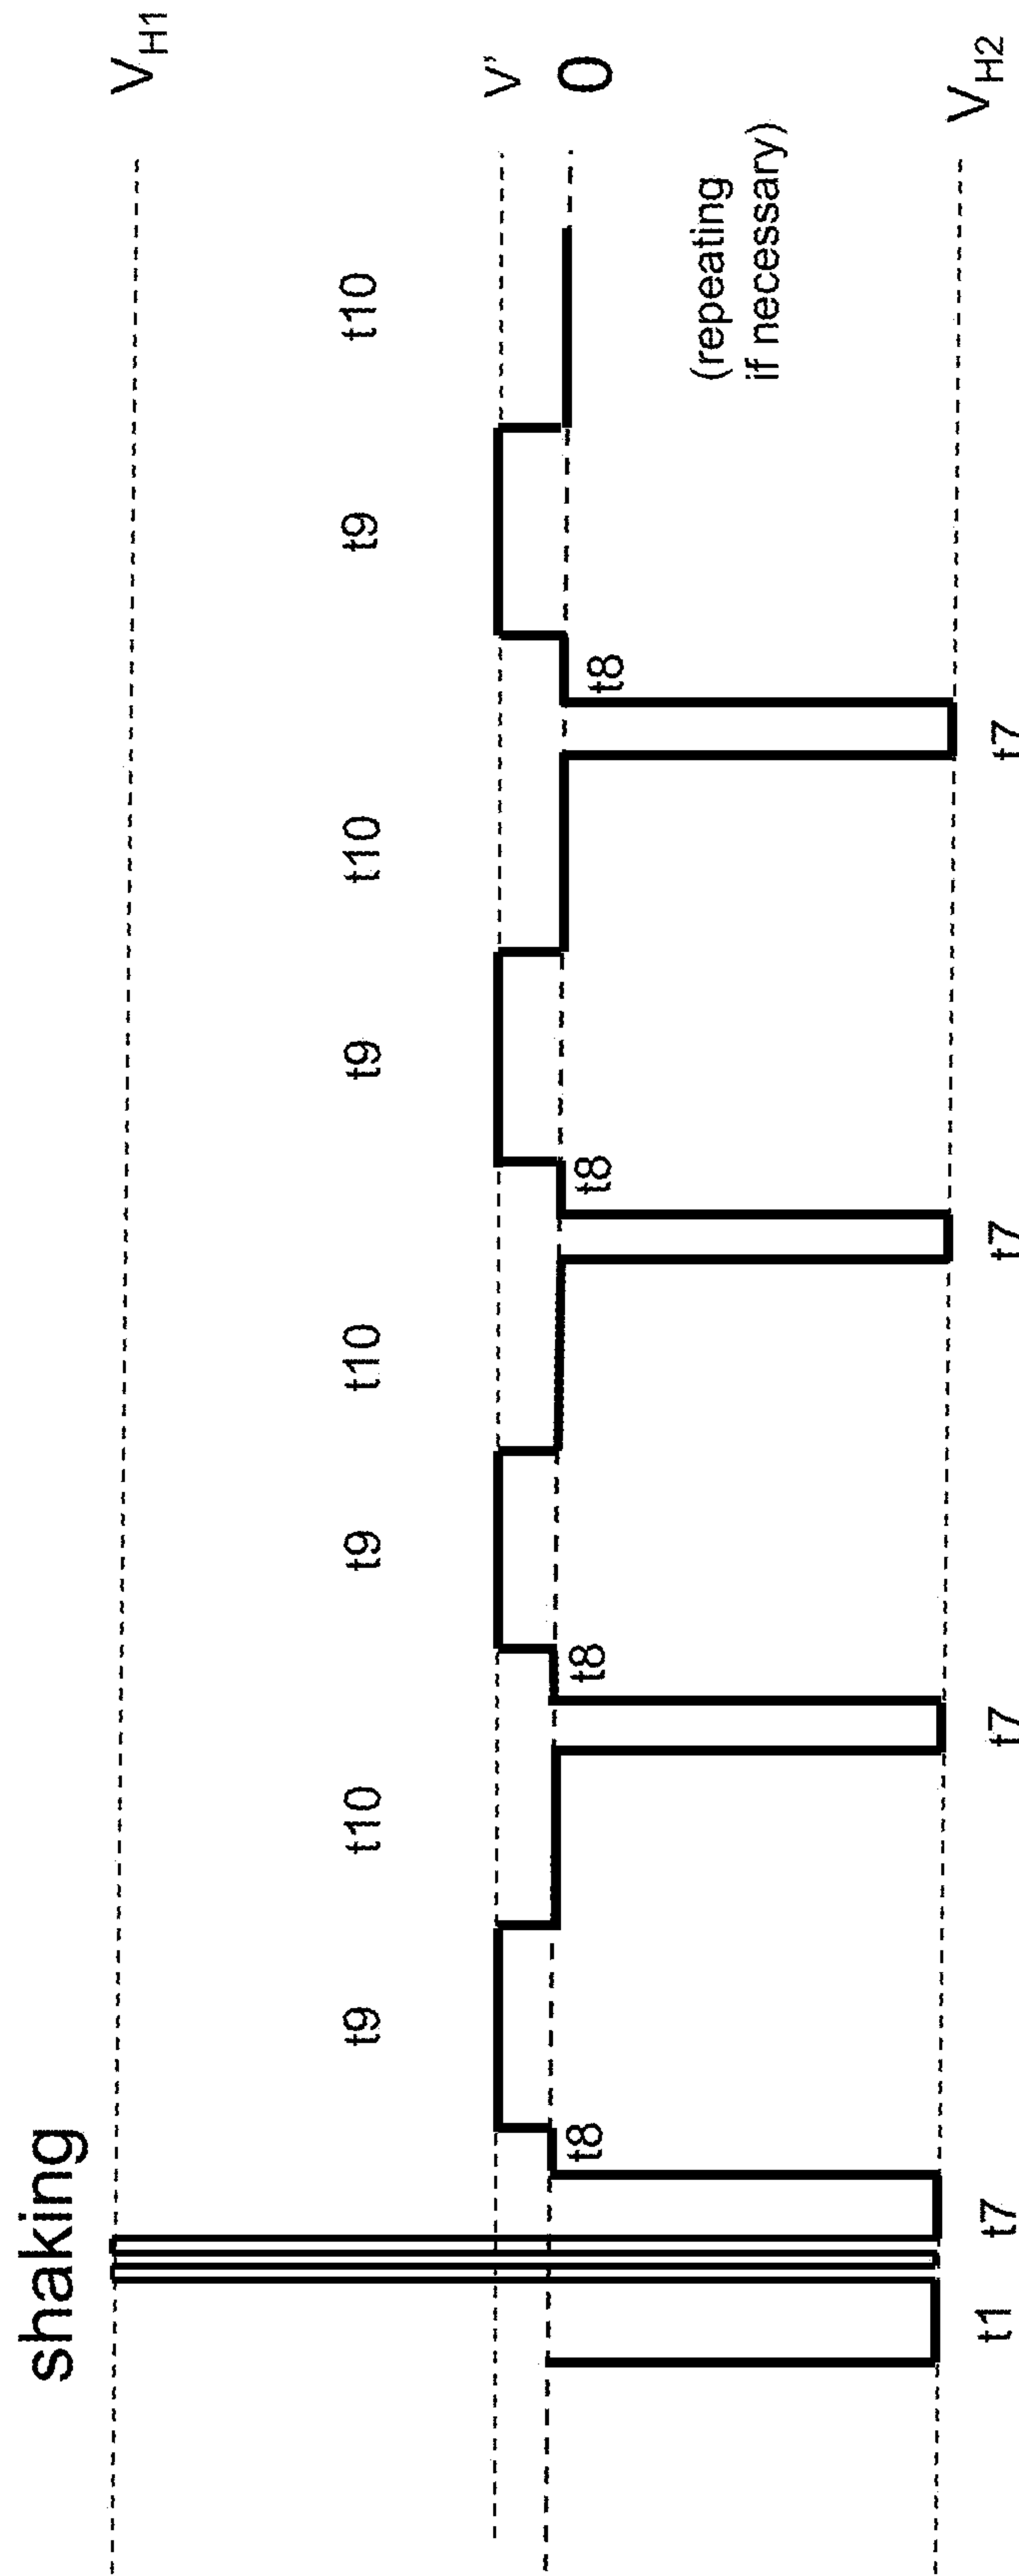 shaking
V_H1
t9
t10
t9
t10
t9
t10
t9
t10
V'
0
t8
t8
t8
t8
(repeating
if necessary)
V_H2
t1
t7
t7
t7
t7